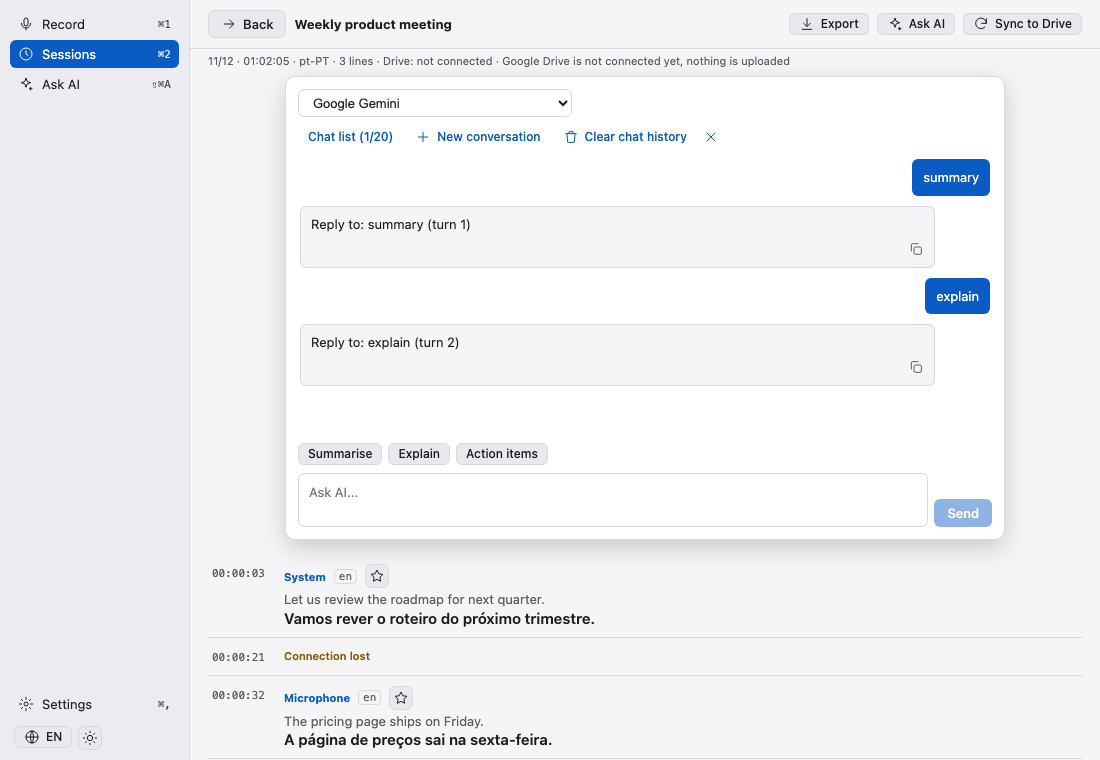 Record ⌘1
Sessions ⌘2
Ask AI ⇧⌘A
Settings ⌘,
EN
Back
Weekly product meeting
Export
Ask AI
Sync to Drive
11/12 · 01:02:05 · pt-PT · 3 lines · Drive: not connected · Google Drive is not connected yet, nothing is uploaded
Google Gemini
Chat list (1/20)
New conversation
Clear chat history
summary
Reply to: summary (turn 1)
explain
Reply to: explain (turn 2)
Summarise
Explain
Action items
Ask AI...
Send
00:00:03
System en
Let us review the roadmap for next quarter.
Vamos rever o roteiro do próximo trimestre.
00:00:21
Connection lost
00:00:32
Microphone en
The pricing page ships on Friday.
A página de preços sai na sexta-feira.